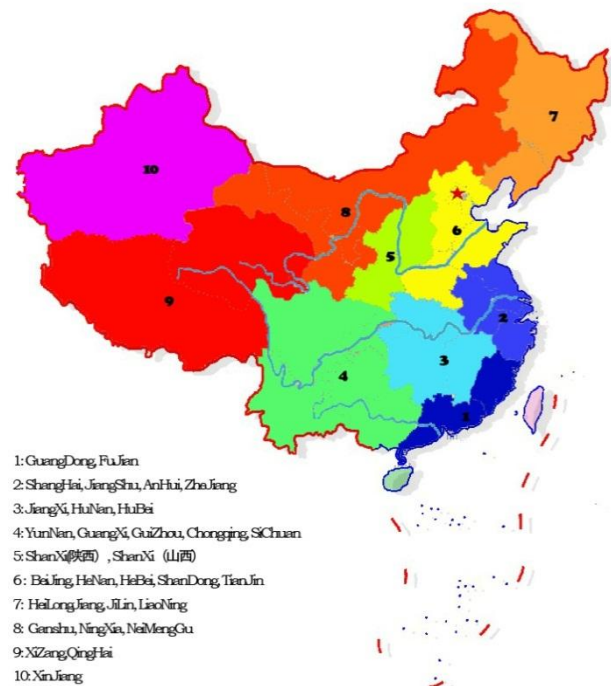 7
10
8
6
5
9
2
3
4
1
1: GuangDong, FuJian
2: ShangHai, JiangShu, AnHui, ZheJiang
3: JiangXi, HuNan, HuBei
4: YunNan, GuangXi, GuiZhou, Chongqing, SiChuan
5: ShanXi(陕西) , ShanXi (山西)
6: BeiJing, HeNan, HeBei, ShanDong, TianJin
7: HeiLongJiang, JiLin, LiaoNing
8: Ganshu, NingXia, NeiMengGu
9: XiZang, QingHai
10: XinJiang